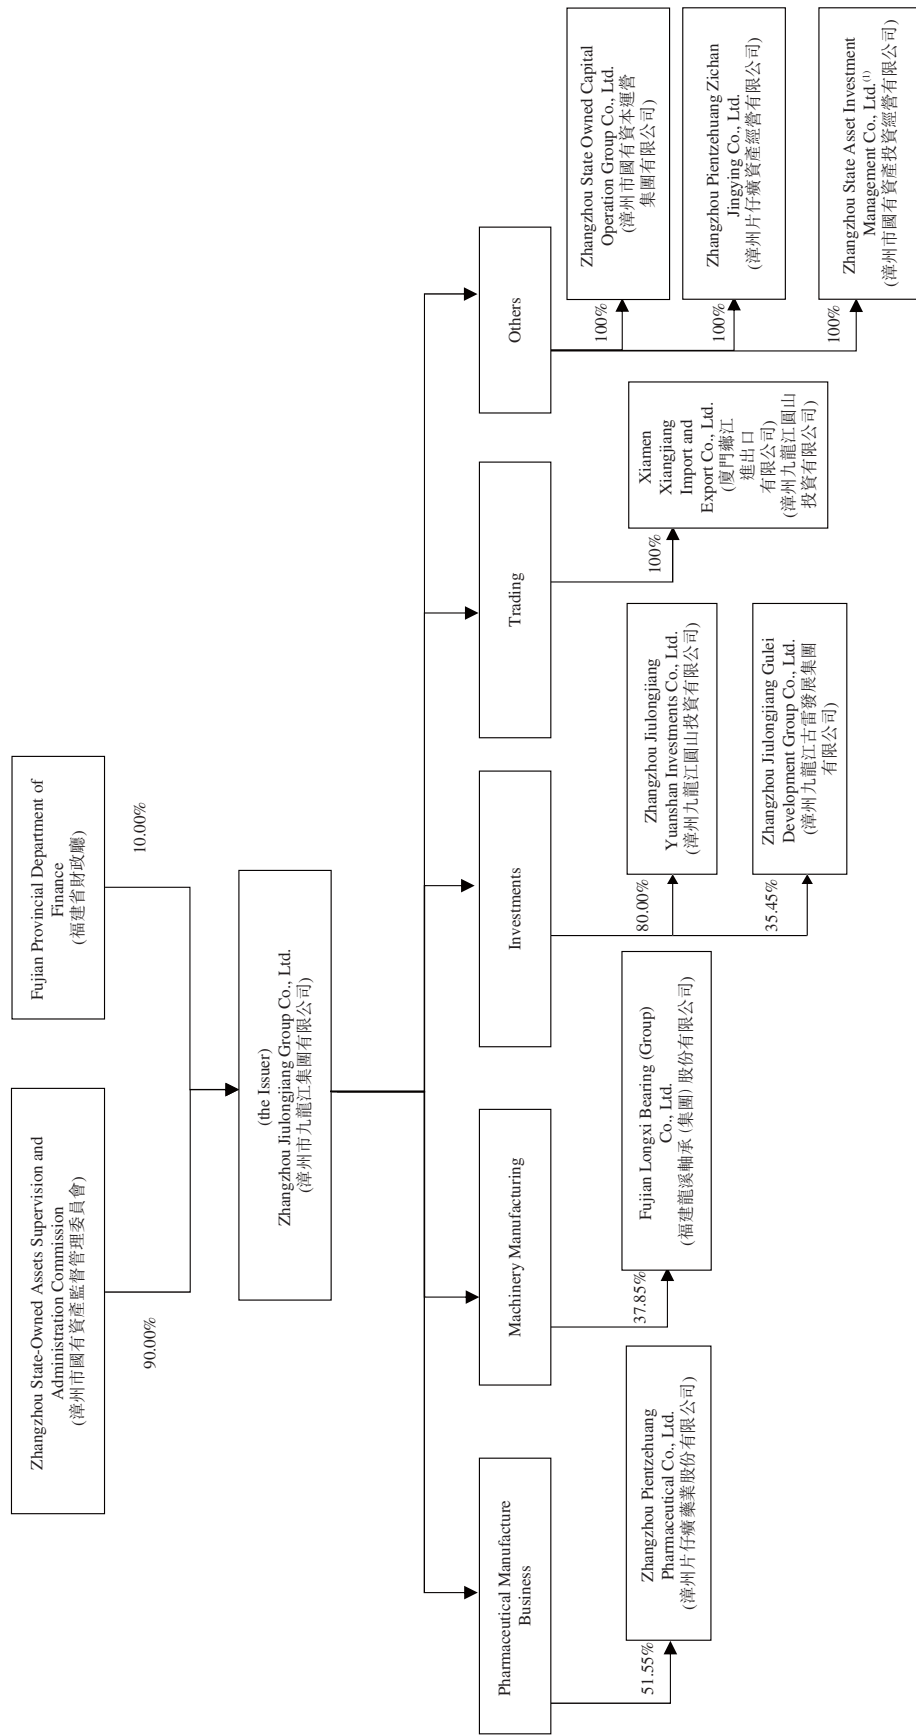 Zhangzhou State-Owned Assets Supervision and
Administration Commission
(漳州市國有資產監督管理委員會)
Fujian Provincial Department of
Finance
(福建省財政廳)
90.00%
10.00%
(the Issuer)
Zhangzhou Jiulongjiang Group Co., Ltd.
(漳州市九龍江集團有限公司)
Pharmaceutical Manufacture
Business
Machinery Manufacturing
Investments
Trading
Others
51.55%
Zhangzhou Pientzehuang
Pharmaceutical Co., Ltd.
(漳州片仔癀藥業股份有限公司)
37.85%
Fujian Longxi Bearing (Group)
Co., Ltd.
(福建龍溪軸承(集團)股份有限公司)
80.00%
Zhangzhou Jiulongjiang
Yuanshan Investments Co., Ltd.
(漳州九龍江圓山投資有限公司)
35.45%
Zhangzhou Jiulongjiang Gulei
Development Group Co., Ltd.
(漳州九龍江古雷發展集團
有限公司)
100%
Xiamen
Xiangjiang
Import and
Export Co., Ltd.
(廈門薌江
進出口
有限公司)
(漳州九龍江圓山
投資有限公司)
100%
Zhangzhou State Owned Capital
Operation Group Co., Ltd.
(漳州市國有資本運營
集團有限公司)
100%
Zhangzhou Pientzehuang Zichan
Jingying Co., Ltd.
(漳州片仔癀資產經營有限公司)
100%
Zhangzhou State Asset Investment
Management Co., Ltd.(1)
(漳州市國有資產投資經營有限公司)